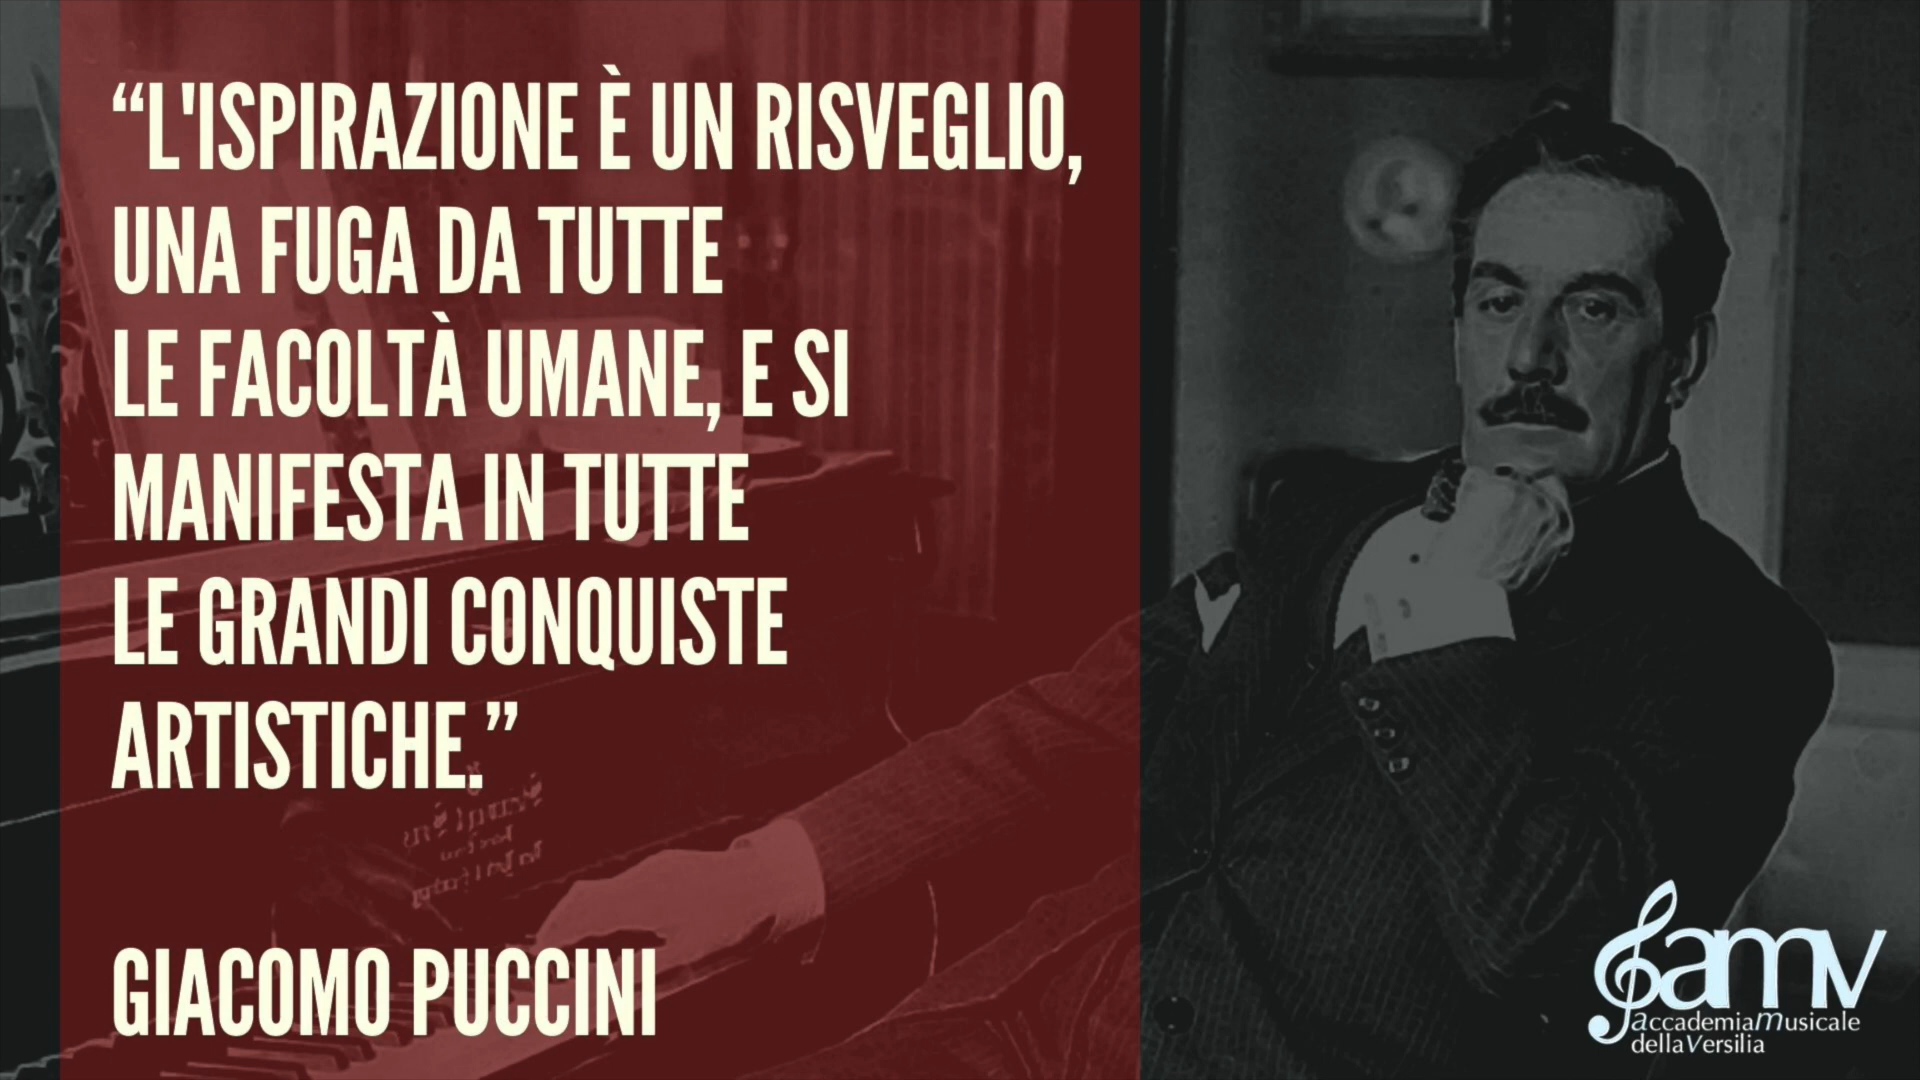 “L'ISPIRAZIONE È UN RISVEGLIO,
UNA FUGA DA TUTTE
LE FACOLTÀ UMANE, E SI
MANIFESTA IN TUTTE
LE GRANDI CONQUISTE
ARTISTICHE.”
GIACOMO PUCCINI
amv
accademiaMusicale
dellaVersilia